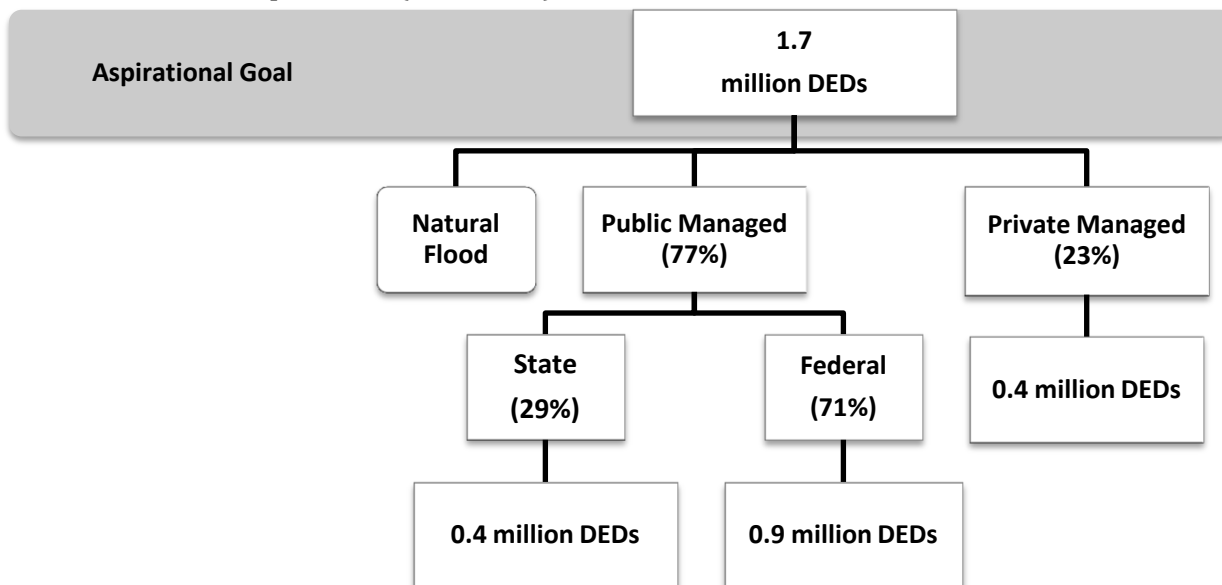 Aspirational Goal
1.7
million DEDs
Natural
Flood
Public Managed
(77%)
Private Managed
(23%)
State
(29%)
Federal
(71%)
0.4 million DEDs
0.4 million DEDs
0.9 million DEDs